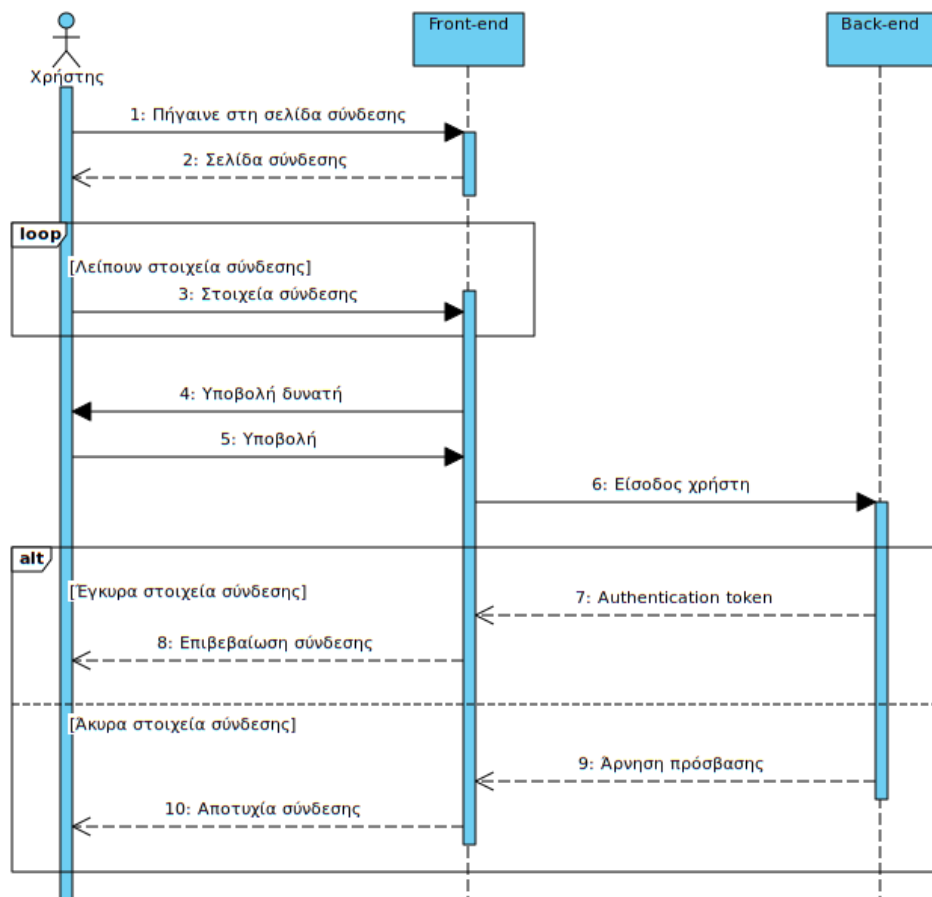 Front-end
Back-end
Χρήστης
1: Πήγαινε στη σελίδα σύνδεσης
2: Σελίδα σύνδεσης
loop
[Λείπουν στοιχεία σύνδεσης]
3: Στοιχεία σύνδεσης
4: Υποβολή δυνατή
5: Υποβολή
6: Είσοδος χρήστη
alt
[Έγκυρα στοιχεία σύνδεσης]
7: Authentication token
8: Επιβεβαίωση σύνδεσης
[Άκυρα στοιχεία σύνδεσης]
9: Άρνηση πρόσβασης
10: Αποτυχία σύνδεσης